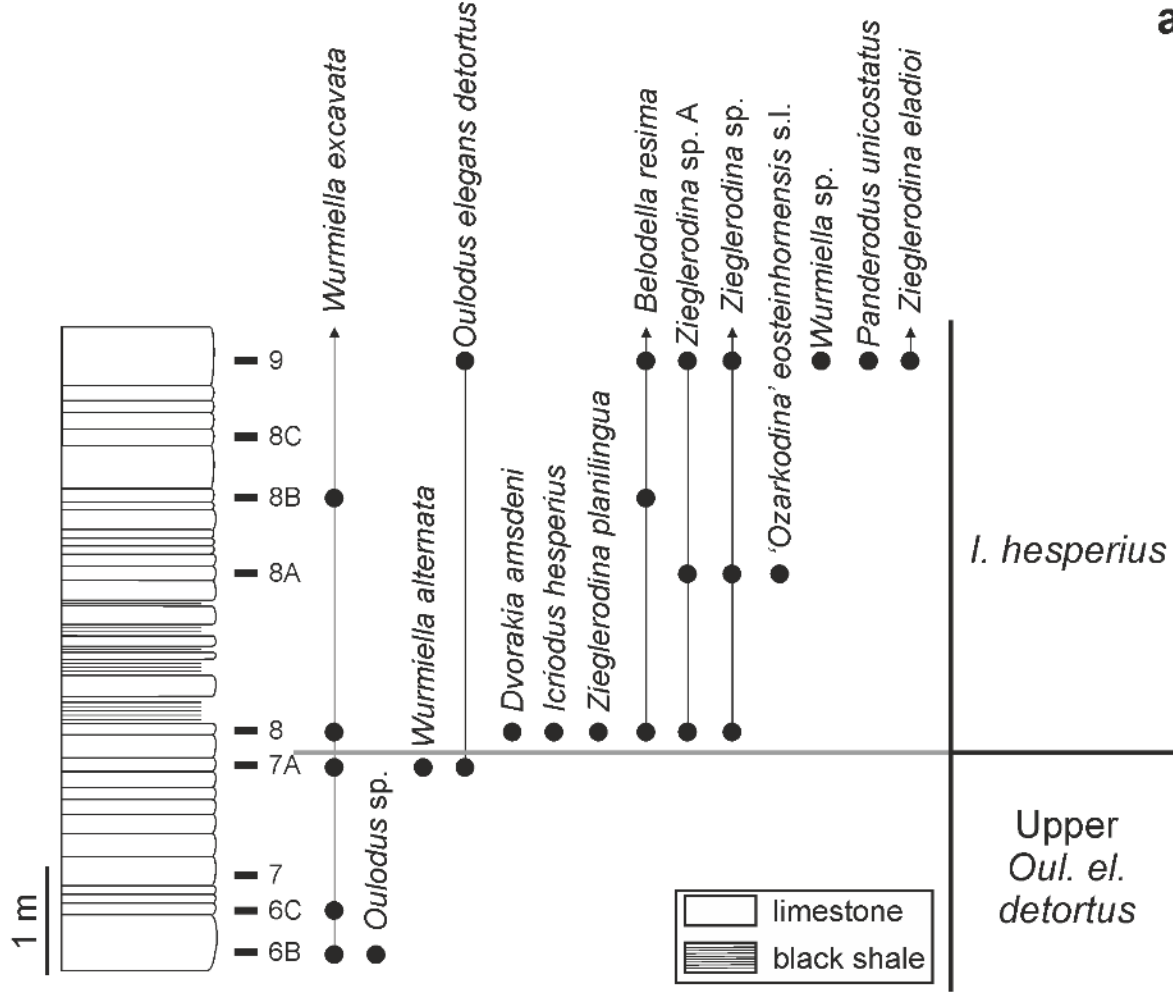 a
Wurmiella excavata
Oulodus sp.
Wurmiella alternata
Oulodus elegans detortus
Dvorakia amsdeni
Icriodus hesperius
Zieglerodina planilingua
Belodella resima
Zieglerodina sp. A
Zieglerodina sp.
‘Ozarkodina’ eosteinhornensis s.l.
Wurmiella sp.
Panderodus unicostatus
Zieglerodina eladioi
9
8C
8B
8A
8
7A
7
6C
6B
1 m
I. hesperius
Upper
Oul. el.
detortus
limestone
black shale